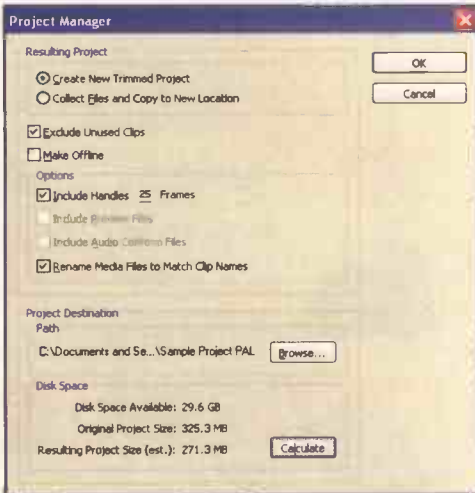 Project Manager
Resulting Project
Create New Trimmed Project
Collect Files and Copy to New Location
OK
Cancel
Exclude Unused Clips
Make Offline
Options
Include Handles 25 Frames
Include Preview Files
Include Audio Conform Files
Rename Media Files to Match Clip Names
Project Destination
Path
C:\Documents and Se...\Sample Project PAL
Browse...
Disk Space
Disk Space Available: 29.6 GB
Original Project Size: 325.3 MB
Resulting Project Size (est.): 271.3 MB
Calculate